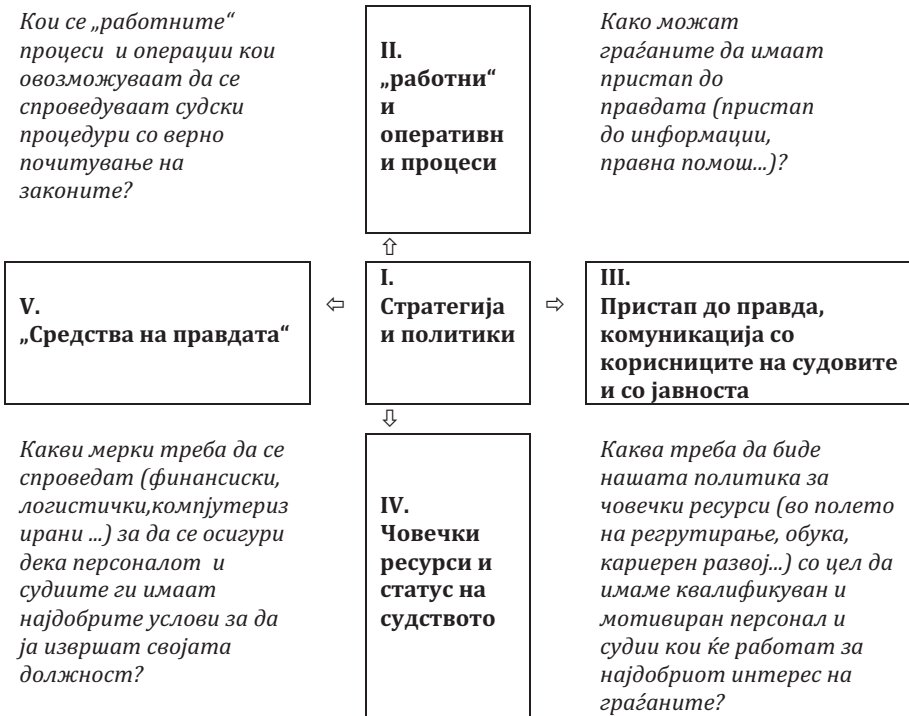 Кои се „работните“
процеси и операции кои
овозможуваат да се
спроведуваат судски
процедури со верно
почитување на
законите?
II.
„работни“
и
оперативн
и процеси
Како можат
граѓаните да имаат
пристап до
правдата (пристап
до информации,
правна помош...)?
⇧
V.
„Средства на правдата“
⇦
I.
Стратегија
и политики
⇨
III.
Пристап до правда,
комуникација со
корисниците на судовите
и со јавноста
⇩
Какви мерки треба да се
спроведат (финансиски,
логистички,компјутериз
ирани ...) за да се осигури
дека персоналот и
судиите ги имаат
најдобрите услови за да
ја извршат својата
должност?
IV.
Човечки
ресурси и
статус на
судството
Каква треба да биде
нашата политика за
човечки ресурси (во полето
на регрутирање, обука,
кариерен развој...) со цел да
имаме квалификуван и
мотивиран персонал и
судии кои ќе работат за
најдобриот интерес на
граѓаните?